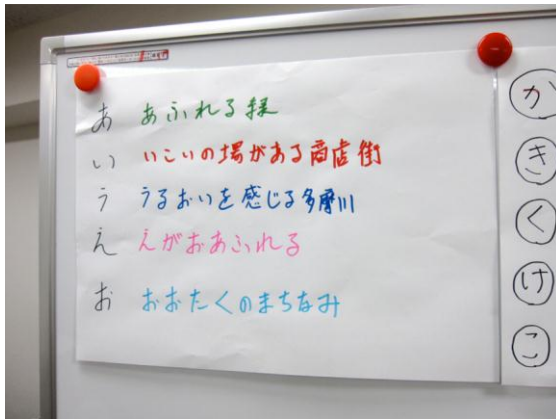 あ あふれる緑
い いこいの場がある商店街
う うるおいを感じる多摩川
え えがおあふれる
お おおたくのまちなみ
か
き
く
け
こ